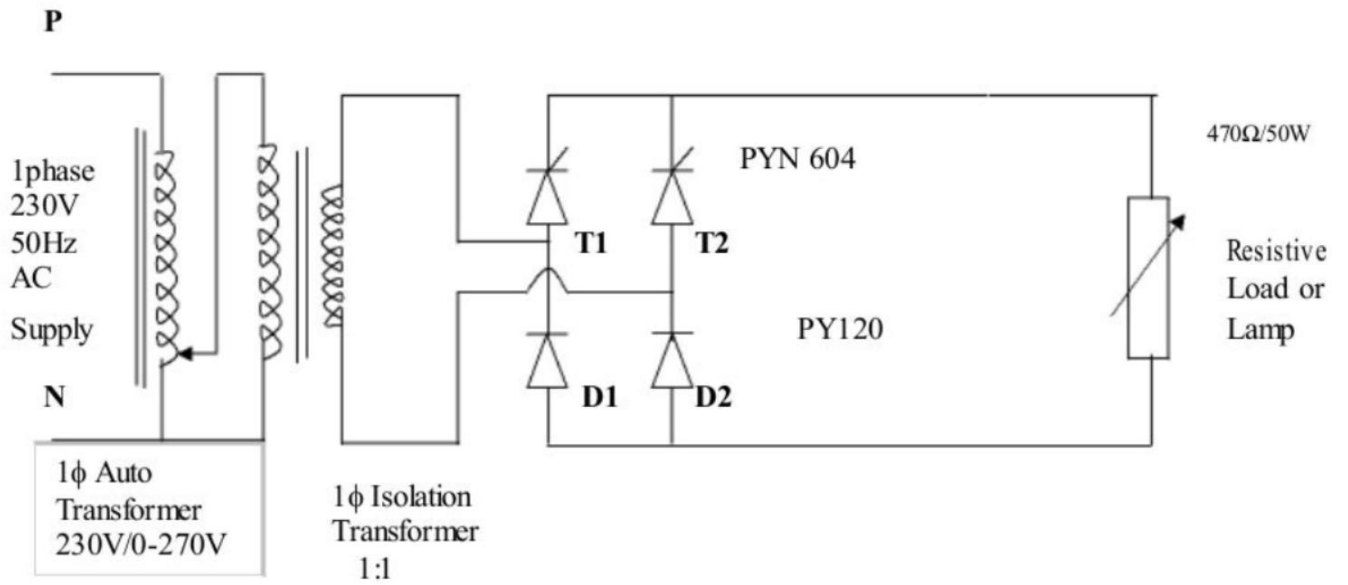 P
1phase
230V
50Hz
AC
Supply
N
1ϕ Auto
Transformer
230V/0-270V
1ϕ Isolation
Transformer
1:1
T1
T2
PYN 604
D1
D2
PY120
470Ω/50W
Resistive
Load or
Lamp